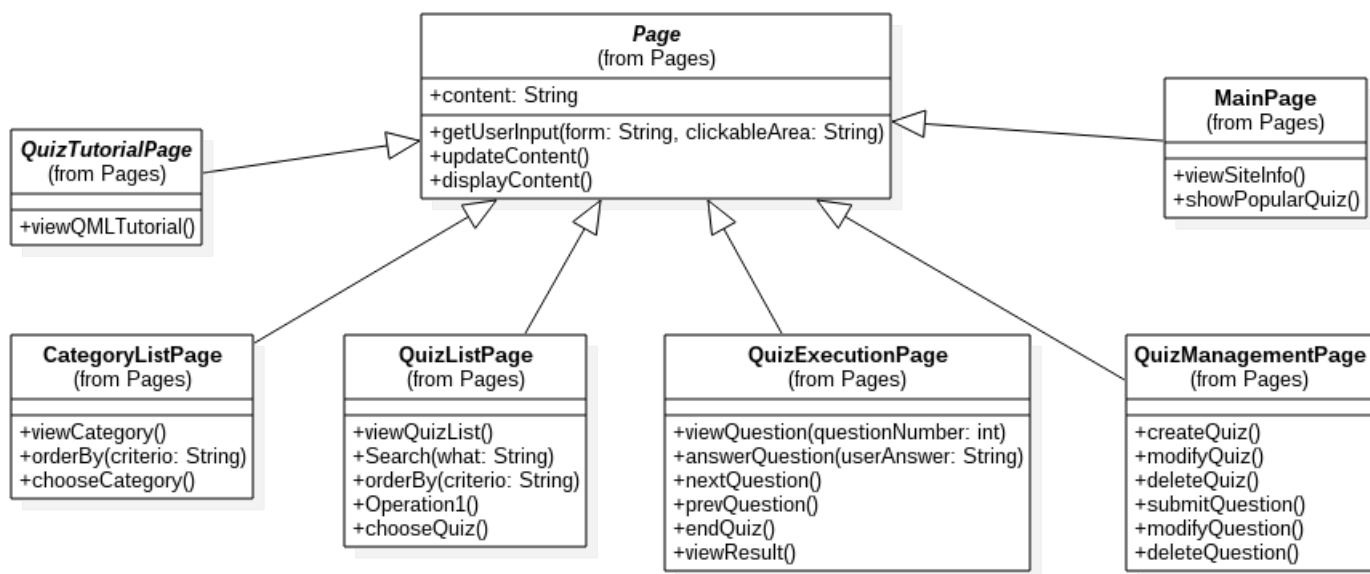 Page
(from Pages)
+content: String
+getUserInput(form: String, clickableArea: String)
+updateContent()
+displayContent()
MainPage
(from Pages)
+viewSiteInfo()
+showPopularQuiz()
QuizTutorialPage
(from Pages)
+viewQMLTutorial()
CategoryListPage
(from Pages)
+viewCategory()
+orderBy(criterio: String)
+chooseCategory()
QuizListPage
(from Pages)
+viewQuizList()
+Search(what: String)
+orderBy(criterio: String)
+Operation1()
+chooseQuiz()
QuizExecutionPage
(from Pages)
+viewQuestion(questionNumber: int)
+answerQuestion(userAnswer: String)
+nextQuestion()
+prevQuestion()
+endQuiz()
+viewResult()
QuizManagementPage
(from Pages)
+createQuiz()
+modifyQuiz()
+deleteQuiz()
+submitQuestion()
+modifyQuestion()
+deleteQuestion()